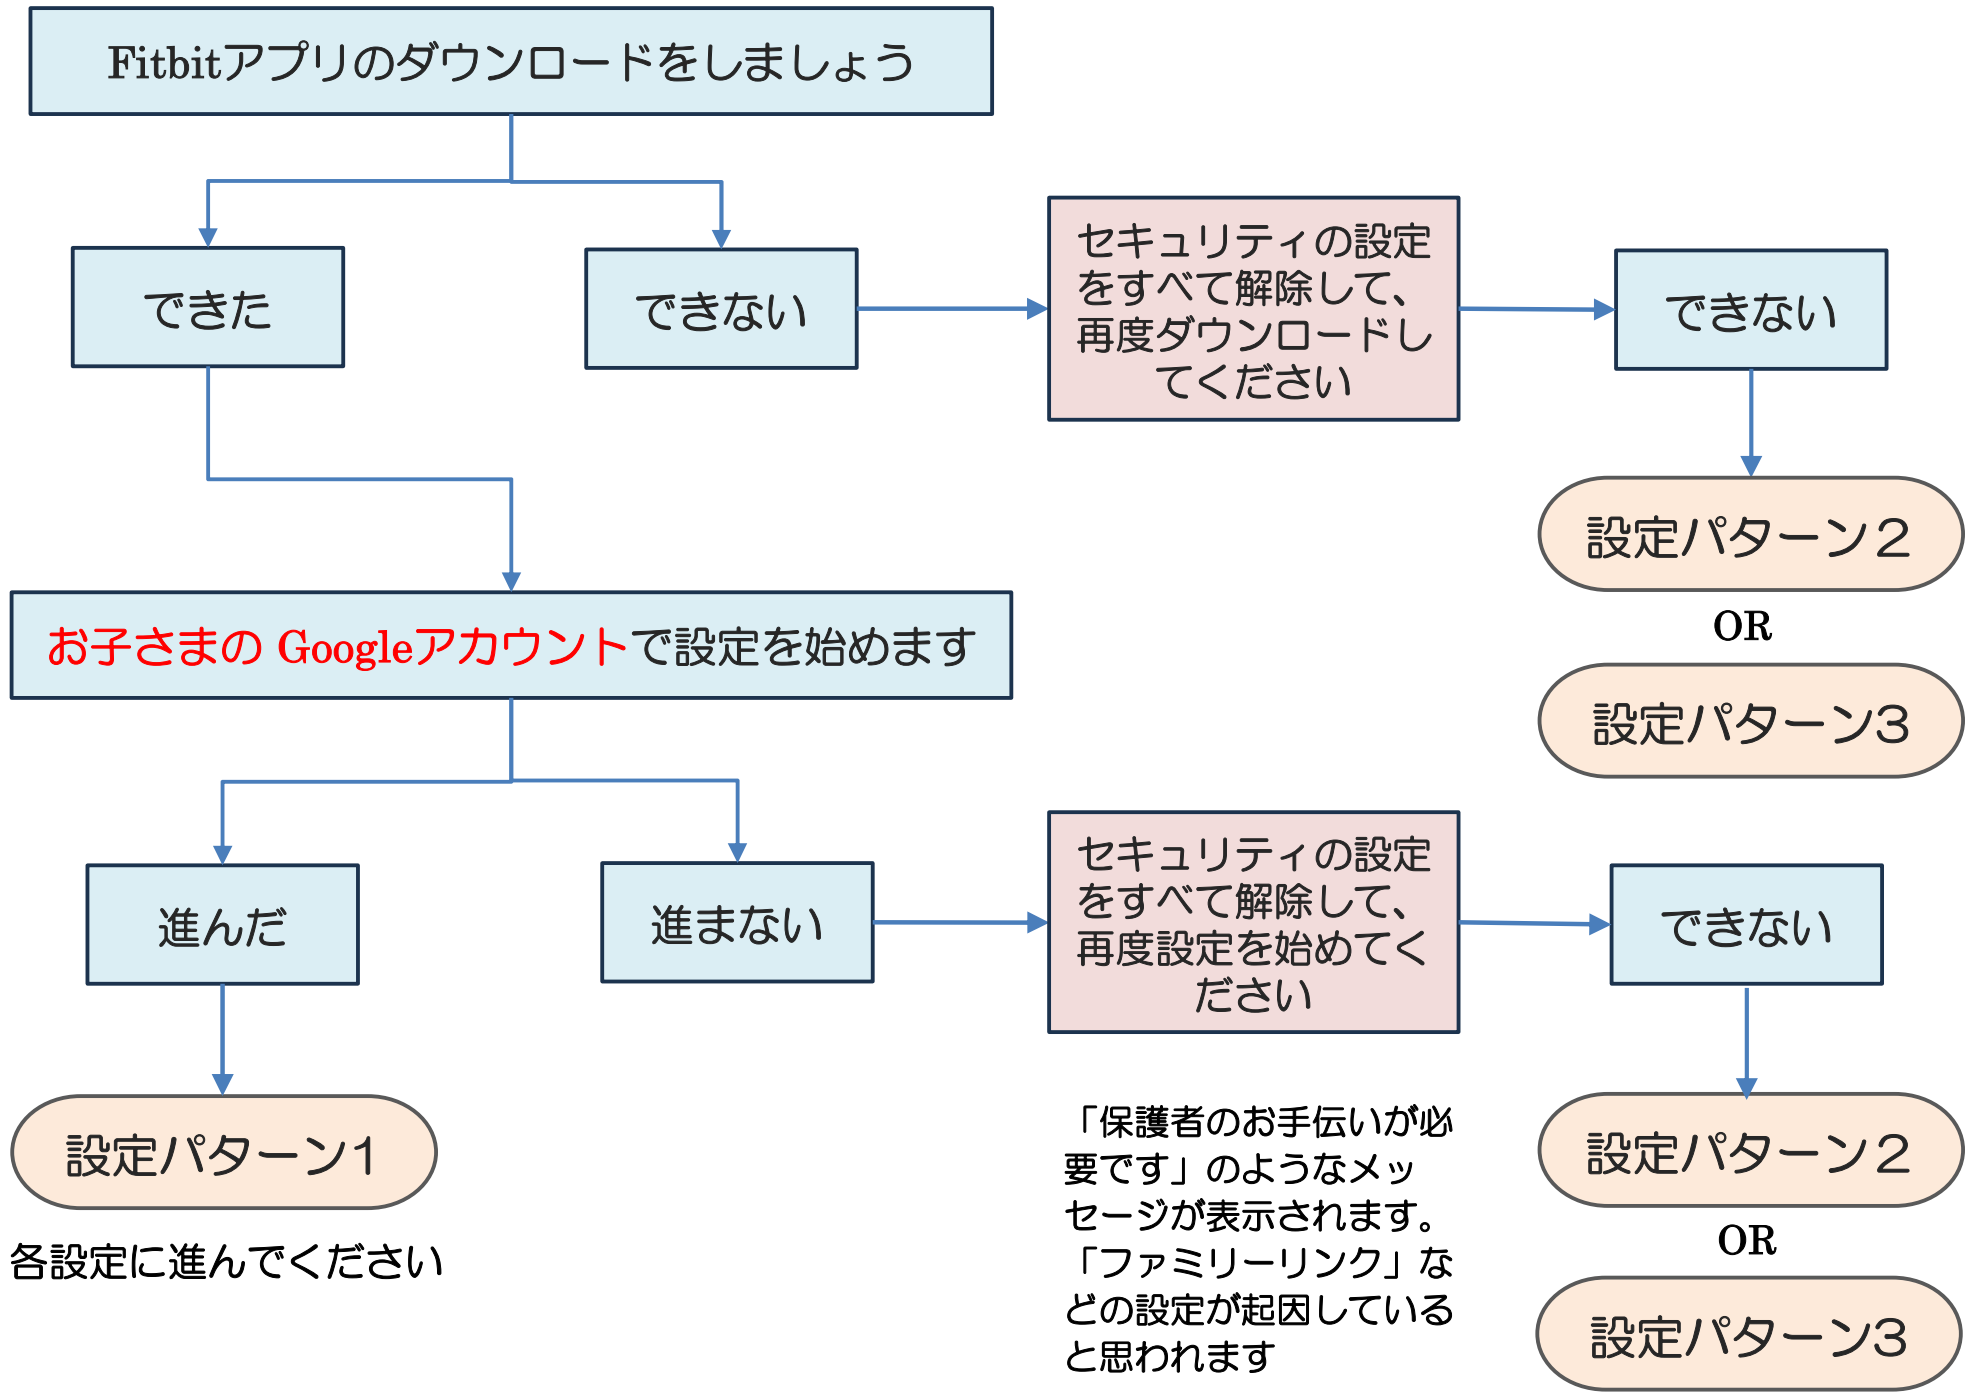 Fitbitアプリのダウンロードをしましょう
できた
できない
セキュリティの設定
をすべて解除して、
再度ダウンロードし
てください
できない
設定パターン２
OR
設定パターン3
お子さまの Googleアカウントで設定を始めます
進んだ
進まない
セキュリティの設定
をすべて解除して、
再度設定を始めてく
ださい
できない
設定パターン1
各設定に進んでください
「保護者のお手伝いが必
要です」のようなメッ
セージが表示されます。
「ファミリーリンク」な
どの設定が起因している
と思われます
設定パターン２
OR
設定パターン3